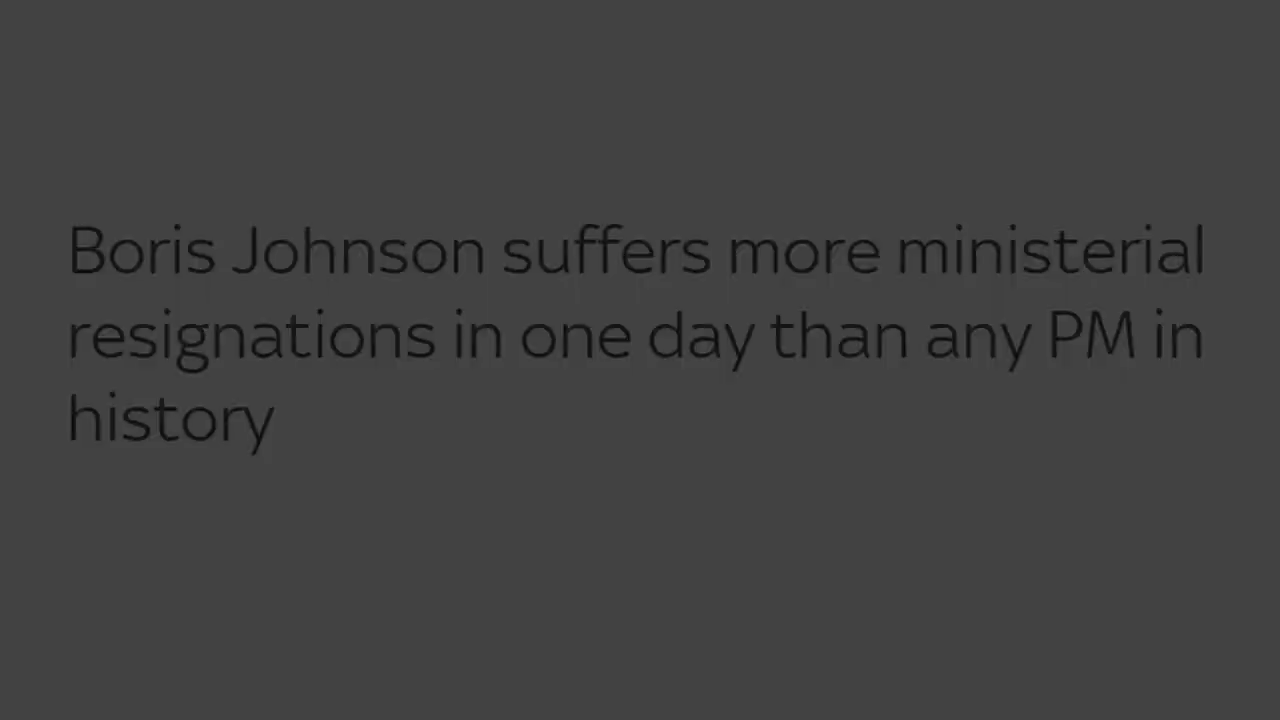 Boris Johnson suffers more ministerial
resignations in one day than any PM in
history